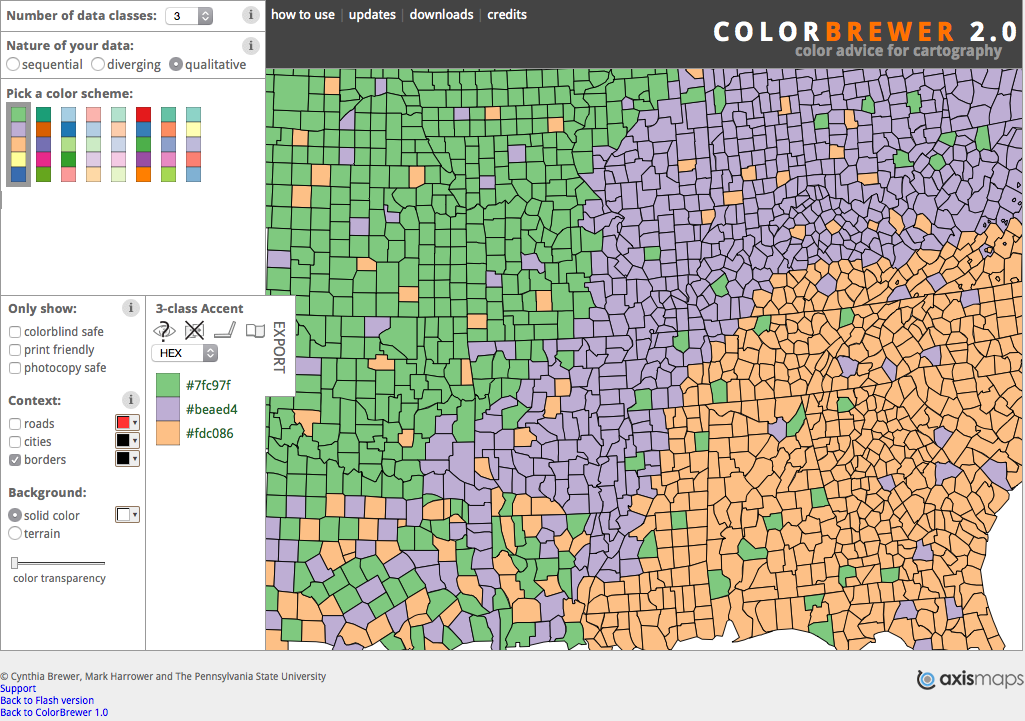 Number of data classes: 3 i
how to use | updates | downloads | credits
COLORBREWER 2.0
color advice for cartography
Nature of your data: i
sequential diverging qualitative
Pick a color scheme:
Only show: i
colorblind safe
print friendly
photocopy safe
Context: i
roads
cities
borders
Background:
solid color
terrain
color transparency
3-class Accent
?
HEX
EXPORT
#7fc97f
#beaed4
#fdc086
© Cynthia Brewer, Mark Harrower and The Pennsylvania State University
Support
Back to Flash version
Back to ColorBrewer 1.0
axismaps